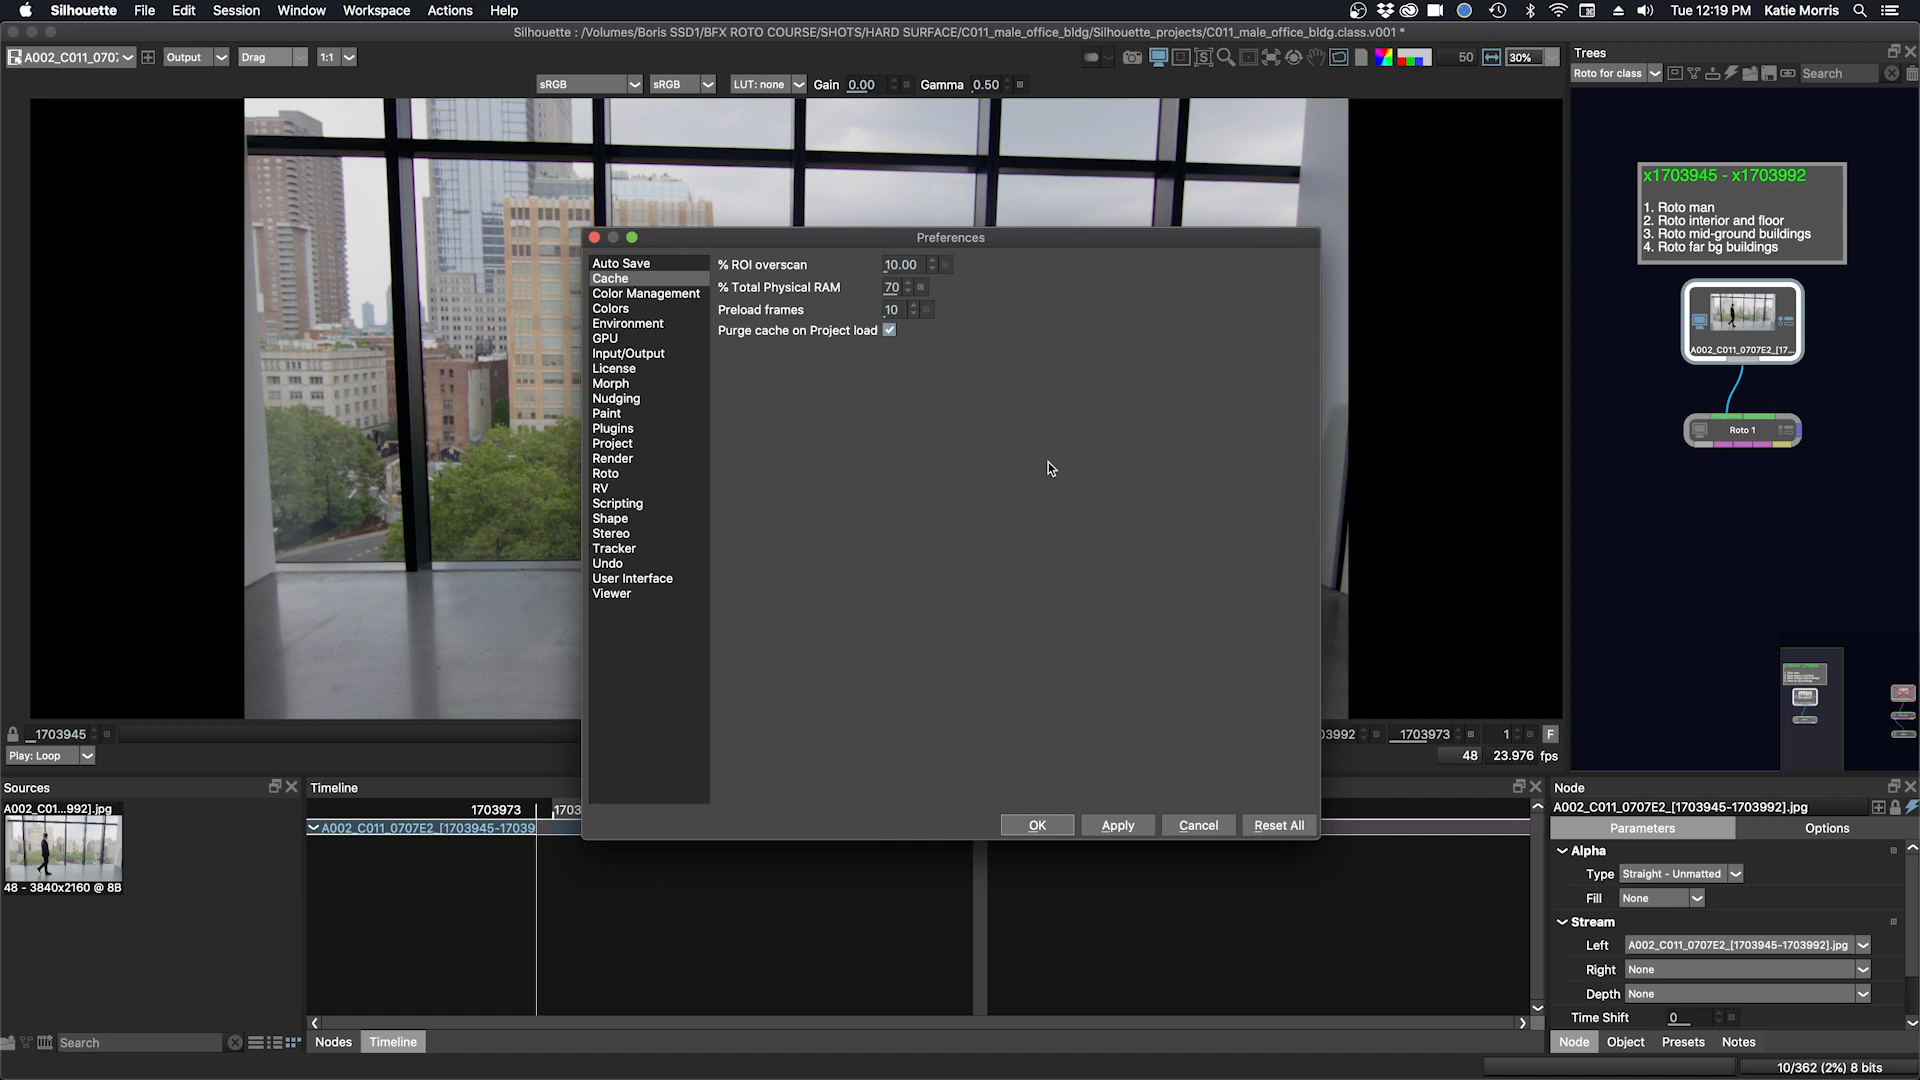 Silhouette File Edit Session Window Workspace Actions Help Tue 12:19 PM Katie Morris
Silhouette : /Volumes/Boris SSD1/BFX ROTO COURSE/SHOTS/HARD SURFACE/C011_male_office_bldg/Silhouette_projects/C011_male_office_bldg.class.v001 *
A002_C011_070: Output Drag 1:1 50 30%
sRGB sRGB LUT: none Gain 0.00 Gamma 0.50
Trees
Roto for class Search
x1703945 - x1703992
1. Roto man
2. Roto interior and floor
3. Roto mid-ground buildings
4. Roto far bg buildings
A002_C011_0707E2_[17...
Roto 1
Preferences
Auto Save
Cache
Color Management
Colors
Environment
GPU
Input/Output
License
Morph
Nudging
Paint
Plugins
Project
Render
Roto
RV
Scripting
Shape
Stereo
Tracker
Undo
User Interface
Viewer
% ROI overscan 10.00
% Total Physical RAM 70
Preload frames 10
Purge cache on Project load
OK Apply Cancel Reset All
1703945 03992 1703973 1 F
Play: Loop 48 23.976 fps
Sources
A002_C01...992].jpg
48 - 3840x2160 @ 8B
Search
Timeline
1703973 1703
A002_C011_0707E2_[1703945-17039
Nodes Timeline
Node
A002_C011_0707E2_[1703945-1703992].jpg
Parameters Options
Alpha
Type Straight - Unmatted
Fill None
Stream
Left A002_C011_0707E2_[1703945-1703992].jpg
Right None
Depth None
Time Shift 0
Node Object Presets Notes
10/362 (2%) 8 bits